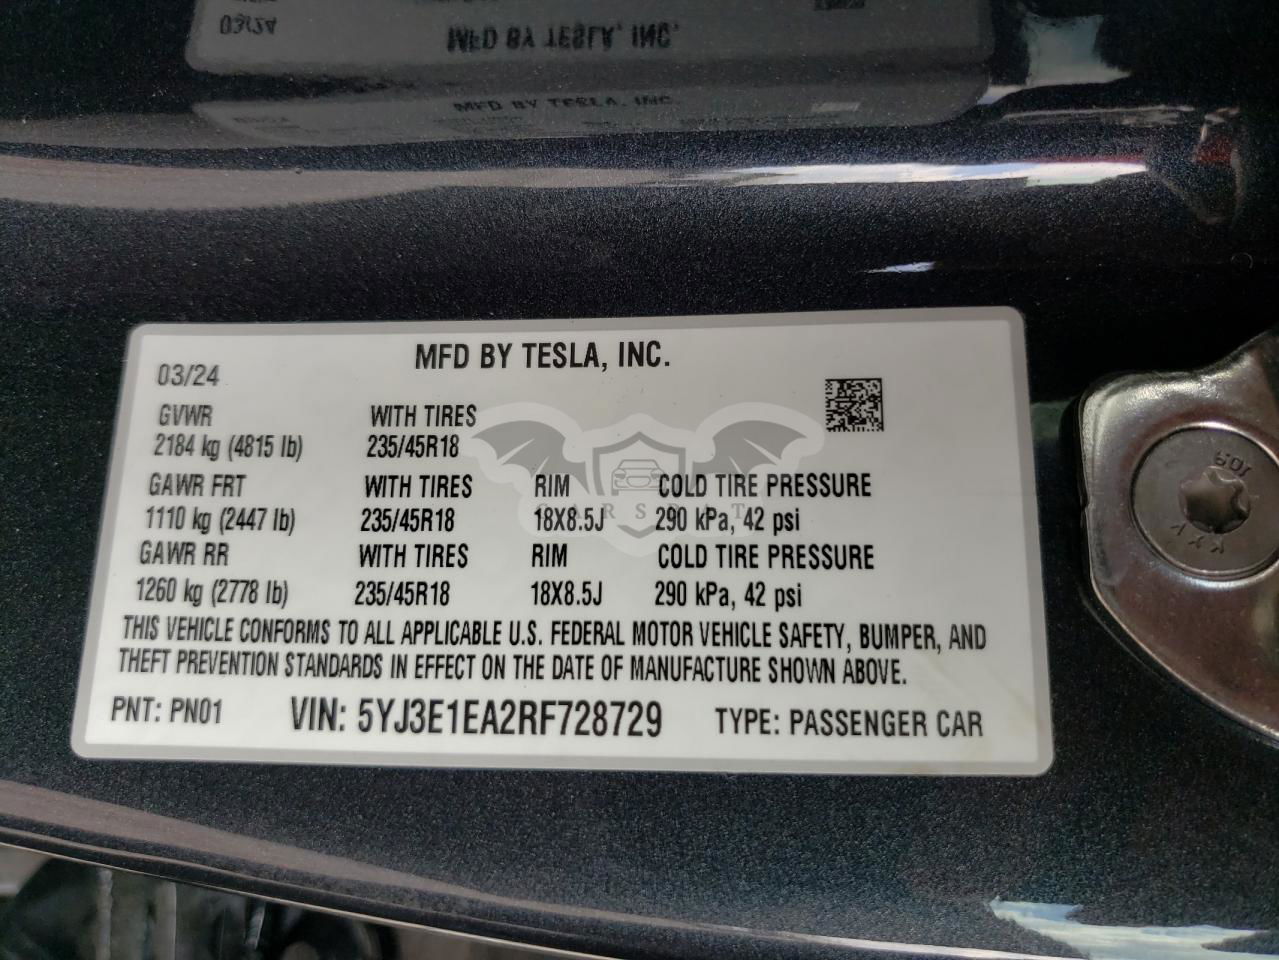 MFD BY TESLA, INC.
03/24
GVWR WITH TIRES
2184 kg (4815 lb) 235/45R18
GAWR FRT WITH TIRES RIM COLD TIRE PRESSURE
1110 kg (2447 lb) 235/45R18 18X8.5J 290 kPa, 42 psi
GAWR RR WITH TIRES RIM COLD TIRE PRESSURE
1260 kg (2778 lb) 235/45R18 18X8.5J 290 kPa, 42 psi
THIS VEHICLE CONFORMS TO ALL APPLICABLE U.S. FEDERAL MOTOR VEHICLE SAFETY, BUMPER, AND
THEFT PREVENTION STANDARDS IN EFFECT ON THE DATE OF MANUFACTURE SHOWN ABOVE.
PNT: PN01 VIN: 5YJ3E1EA2RF728729 TYPE: PASSENGER CAR